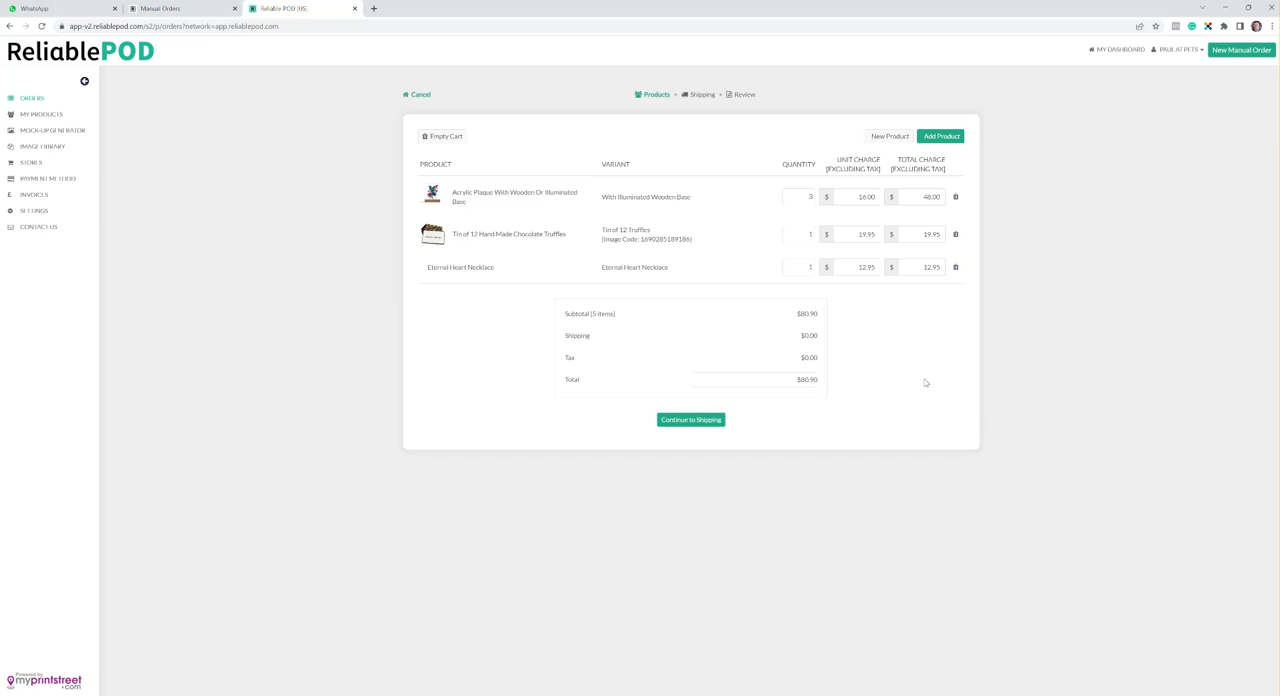 WhatsApp
Manual Orders
Reliable POD [US]
app-v2.reliablepod.com/s2/p/orders?network=app.reliablepod.com
ReliablePOD
MY DASHBOARD
PAUL AT PETS
New Manual Order
ORDERS
MY PRODUCTS
MOCK-UP GENERATOR
IMAGE LIBRARY
STORES
PAYMENT METHOD
INVOICES
SETTINGS
CONTACT US
Cancel
Products
Shipping
Review
Empty Cart
New Product
Add Product
PRODUCT
VARIANT
QUANTITY
UNIT CHARGE
[EXCLUDING TAX]
TOTAL CHARGE
[EXCLUDING TAX]
Acrylic Plaque With Wooden Or Illuminated
Base
With Illuminated Wooden Base
3
$ 16.00
$ 48.00
Tin of 12 Hand Made Chocolate Truffles
Tin of 12 Truffles
[Image Code: 1690285189186]
1
$ 19.95
$ 19.95
Eternal Heart Necklace
Eternal Heart Necklace
1
$ 12.95
$ 12.95
Subtotal [5 items] $80.90
Shipping $0.00
Tax $0.00
Total $80.90
Continue to Shipping
Powered by
myprintstreet
.com